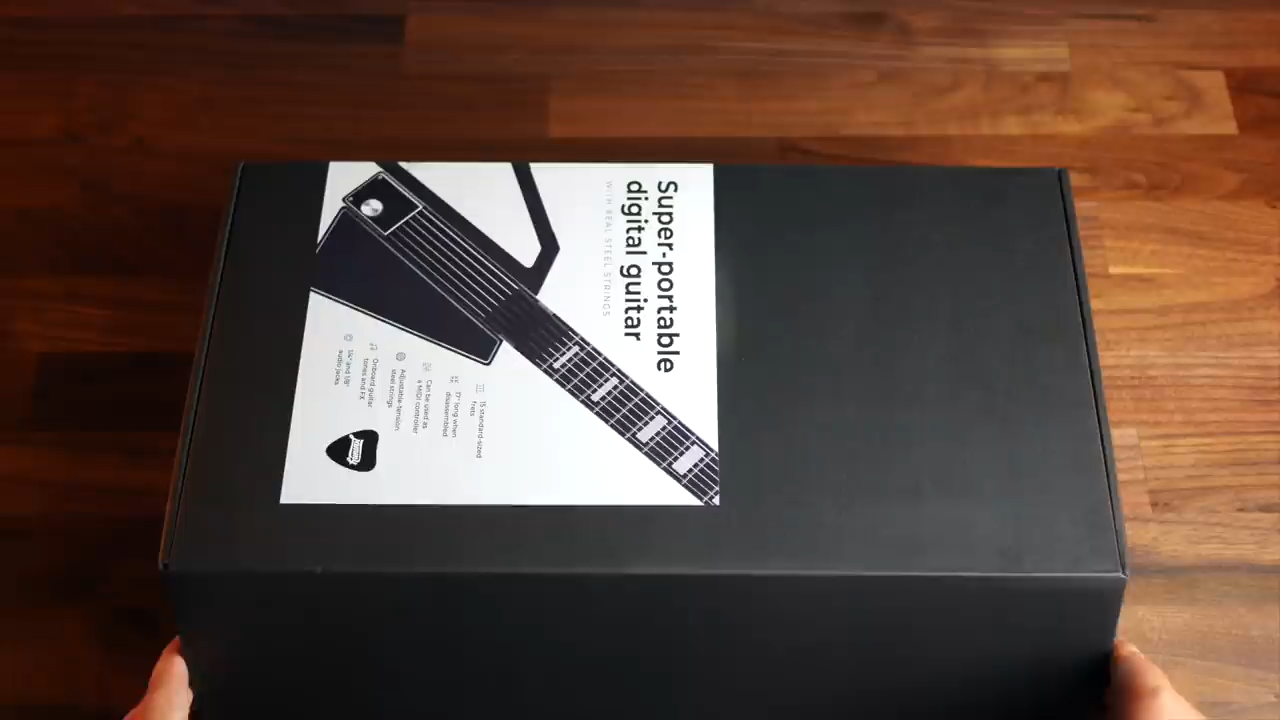 Super-portable
digital guitar
WITH REAL STEEL STRINGS
15 standard-sized
frets
17" long when
disassembled
Can be used as
a MIDI controller
Adjustable-tension
steel strings
Onboard guitar
tones and FX
1/4" and 1/8"
audio jacks